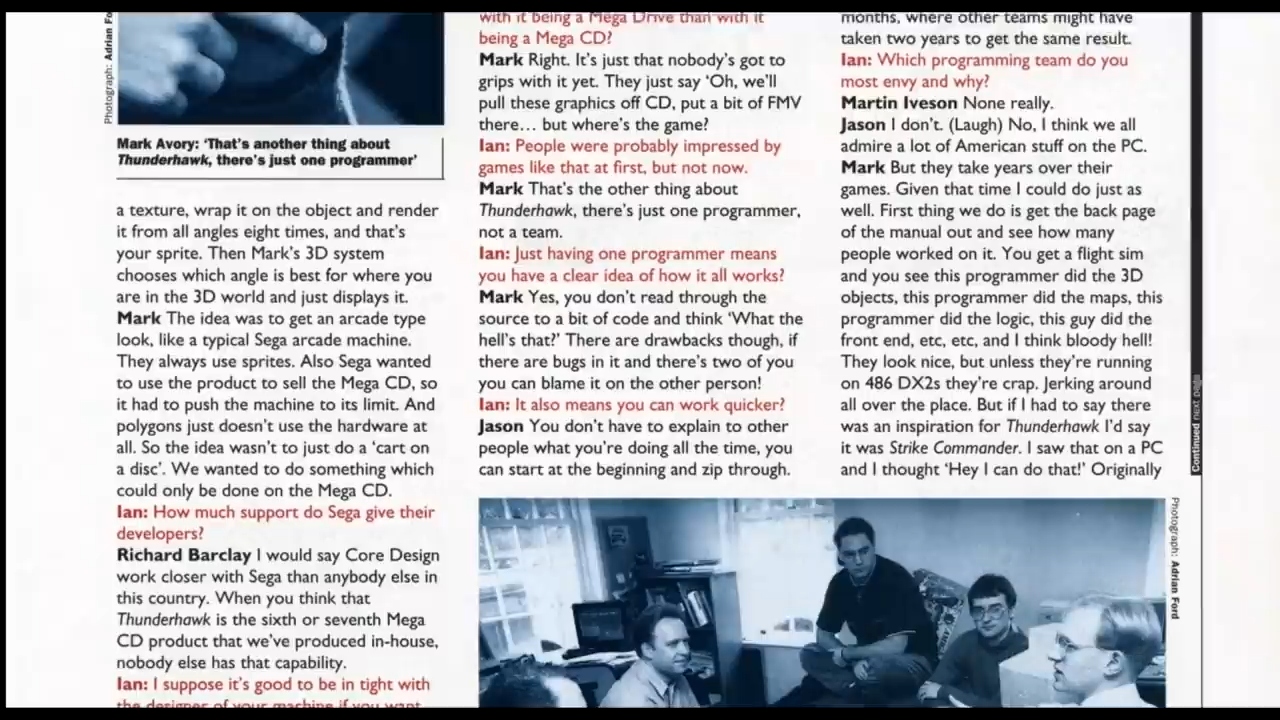 Photograph: Adrian Fo
Mark Avory: ‘That’s another thing about
Thunderhawk, there’s just one programmer’
a texture, wrap it on the object and render
it from all angles eight times, and that’s
your sprite. Then Mark’s 3D system
chooses which angle is best for where you
are in the 3D world and just displays it.
Mark The idea was to get an arcade type
look, like a typical Sega arcade machine.
They always use sprites. Also Sega wanted
to use the product to sell the Mega CD, so
it had to push the machine to its limit. And
polygons just doesn’t use the hardware at
all. So the idea wasn’t to just do a ‘cart on
a disc’. We wanted to do something which
could only be done on the Mega CD.
Ian: How much support do Sega give their
developers?
Richard Barclay I would say Core Design
work closer with Sega than anybody else in
this country. When you think that
Thunderhawk is the sixth or seventh Mega
CD product that we’ve produced in-house,
nobody else has that capability.
Ian: I suppose it’s good to be in tight with
the designer of your machine if you want
with it being a Mega Drive than with it
being a Mega CD?
Mark Right. It’s just that nobody’s got to
grips with it yet. They just say ‘Oh, we’ll
pull these graphics off CD, put a bit of FMV
there… but where’s the game?
Ian: People were probably impressed by
games like that at first, but not now.
Mark That’s the other thing about
Thunderhawk, there’s just one programmer,
not a team.
Ian: Just having one programmer means
you have a clear idea of how it all works?
Mark Yes, you don’t read through the
source to a bit of code and think ‘What the
hell’s that?’ There are drawbacks though, if
there are bugs in it and there’s two of you
you can blame it on the other person!
Ian: It also means you can work quicker?
Jason You don’t have to explain to other
people what you’re doing all the time, you
can start at the beginning and zip through.
months, where other teams might have
taken two years to get the same result.
Ian: Which programming team do you
most envy and why?
Martin Iveson None really.
Jason I don’t. (Laugh) No, I think we all
admire a lot of American stuff on the PC.
Mark But they take years over their
games. Given that time I could do just as
well. First thing we do is get the back page
of the manual out and see how many
people worked on it. You get a flight sim
and you see this programmer did the 3D
objects, this programmer did the maps, this
programmer did the logic, this guy did the
front end, etc, etc, and I think bloody hell!
They look nice, but unless they’re running
on 486 DX2s they’re crap. Jerking around
all over the place. But if I had to say there
was an inspiration for Thunderhawk I’d say
it was Strike Commander. I saw that on a PC
and I thought ‘Hey I can do that!’ Originally
Continued next page
Photograph: Adrian Ford